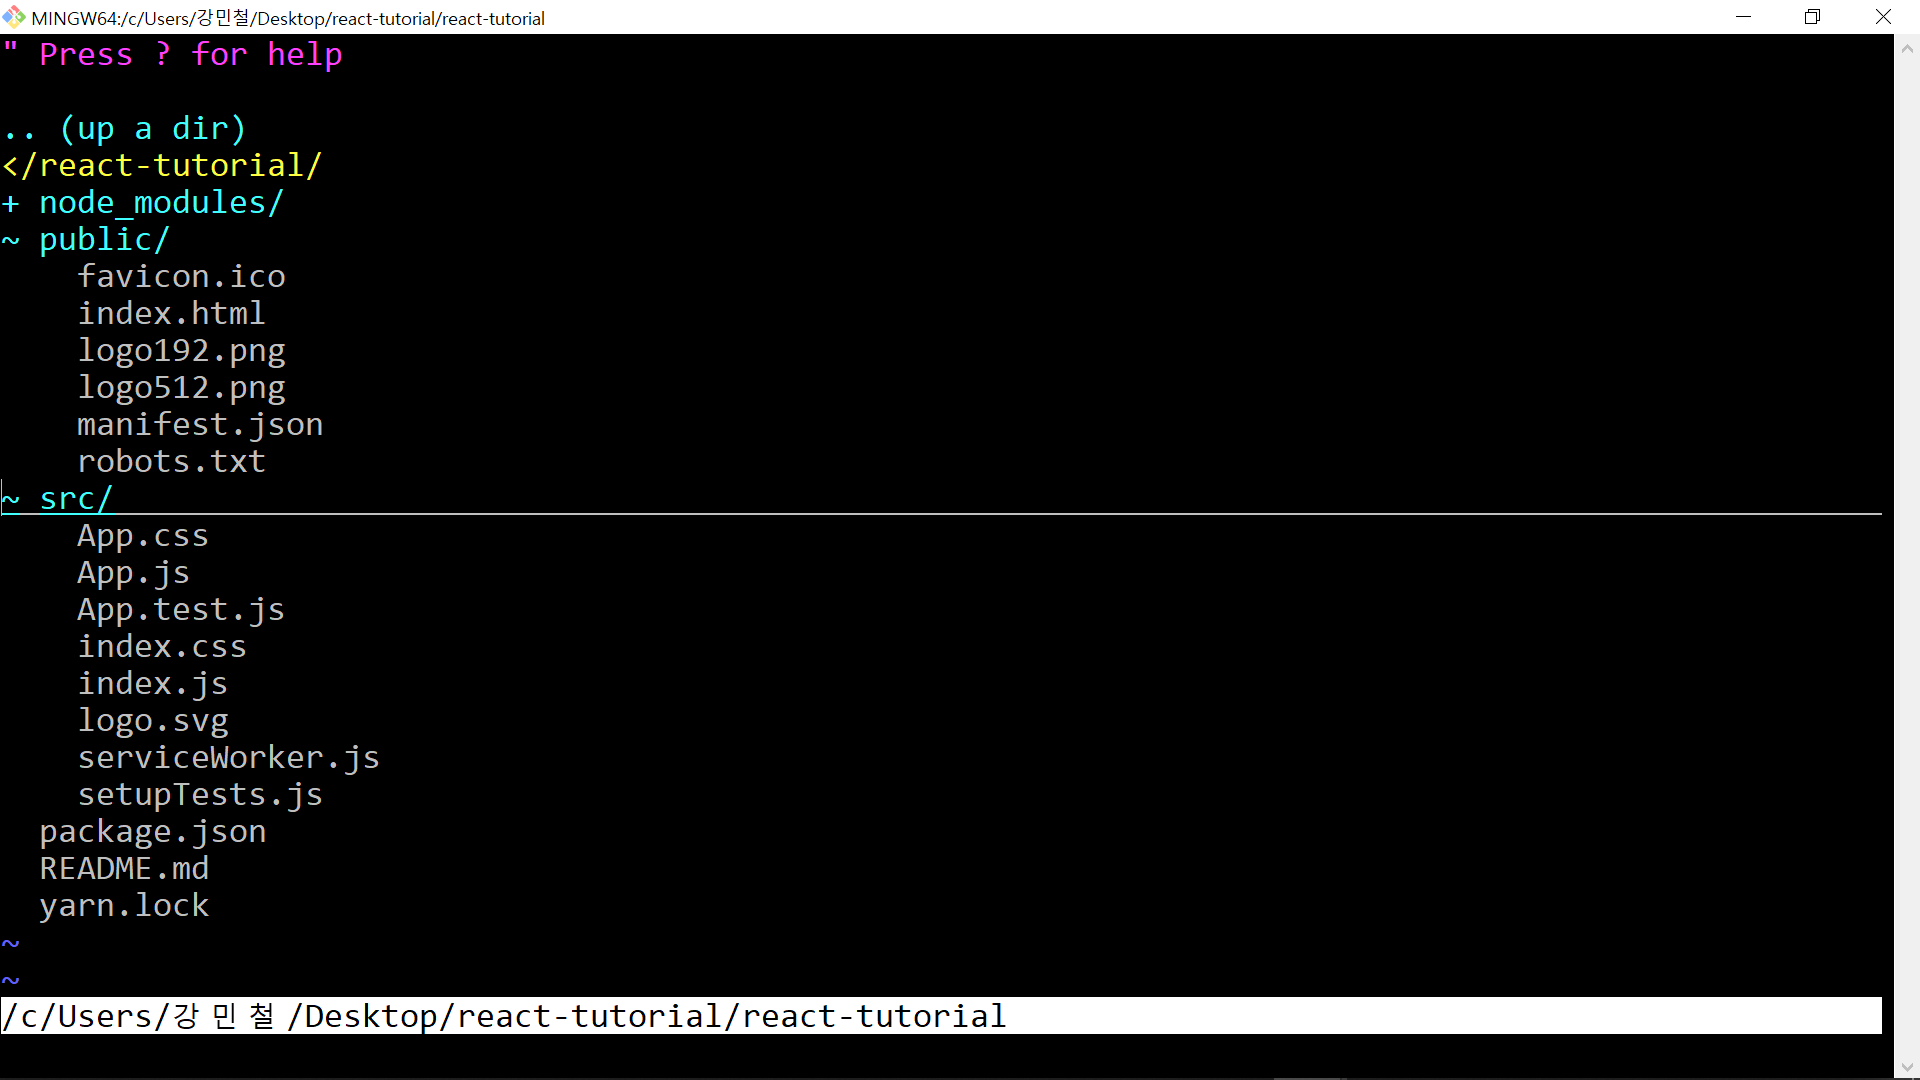 MINGW64:/c/Users/강민철/Desktop/react-tutorial/react-tutorial
" Press ? for help
.. (up a dir)
</react-tutorial/
+ node_modules/
~ public/
favicon.ico
index.html
logo192.png
logo512.png
manifest.json
robots.txt
~ src/
App.css
App.js
App.test.js
index.css
index.js
logo.svg
serviceWorker.js
setupTests.js
package.json
README.md
yarn.lock
~
~
/c/Users/강민철/Desktop/react-tutorial/react-tutorial